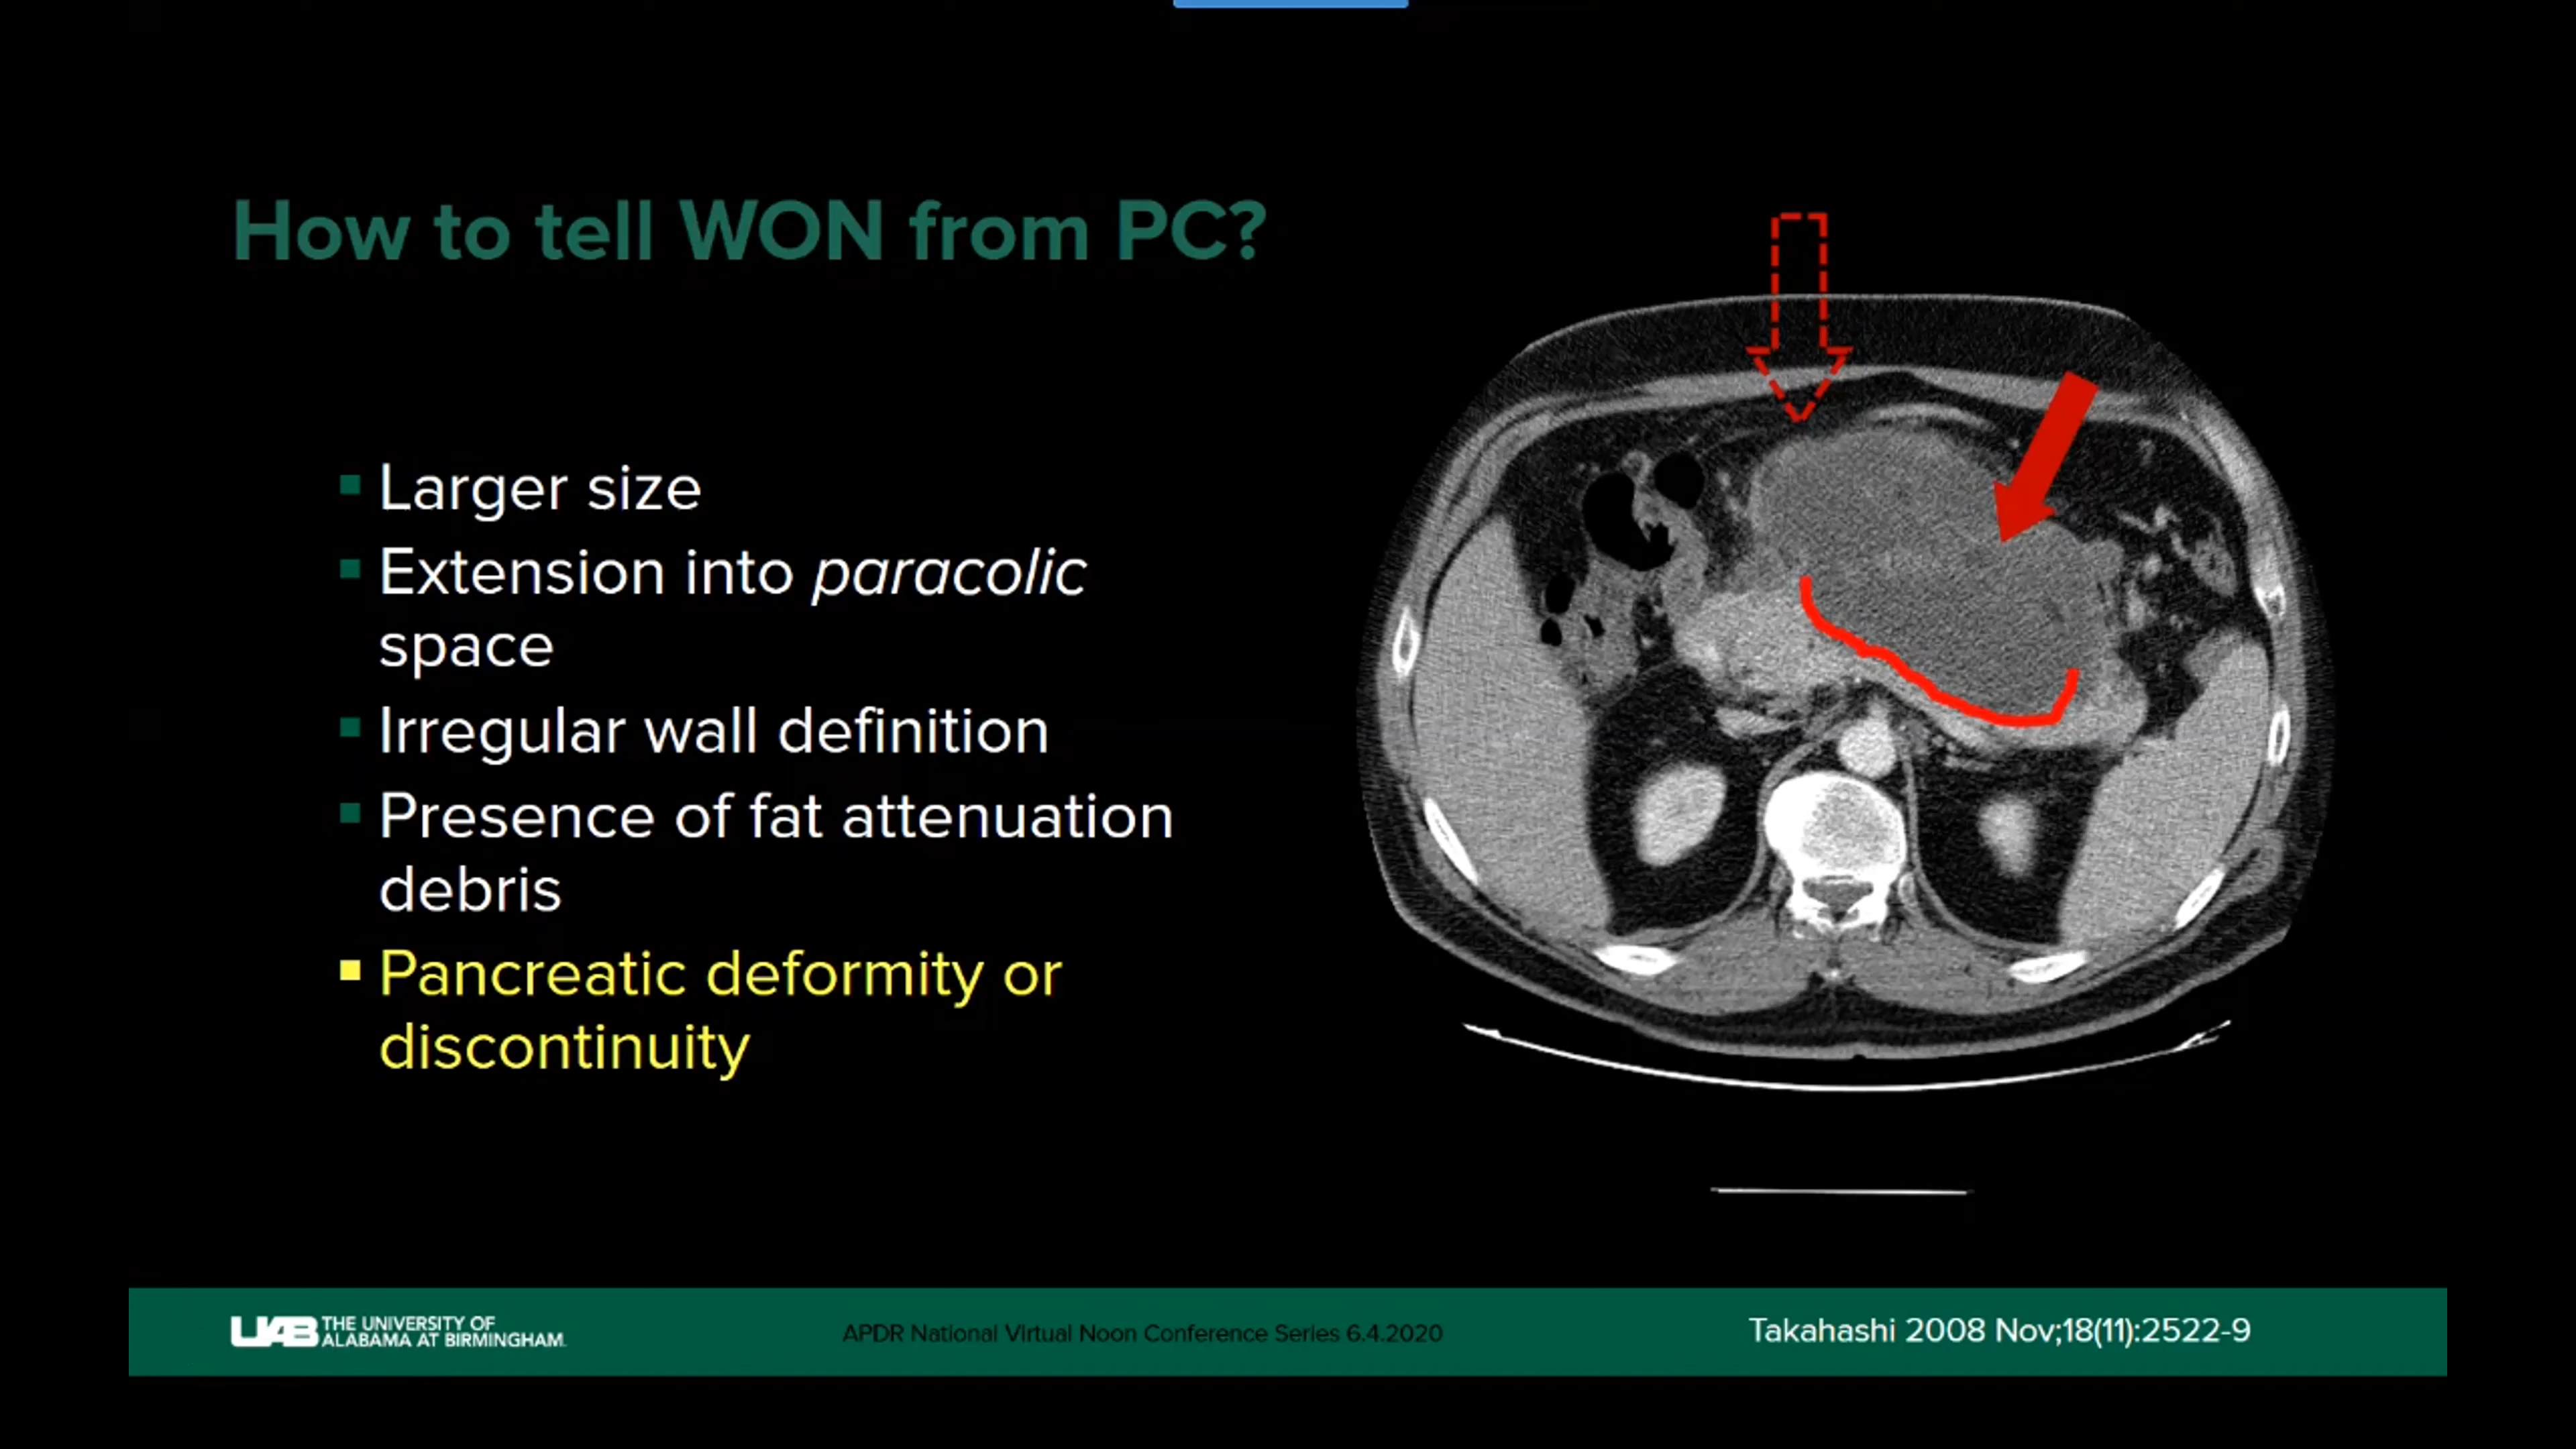 How to tell WON from PC?
Larger size
Extension into paracolic
space
Irregular wall definition
Presence of fat attenuation
debris
Pancreatic deformity or
discontinuity
UAB THE UNIVERSITY OF
ALABAMA AT BIRMINGHAM
APDR National Virtual Noon Conference Series 6.4.2020
Takahashi 2008 Nov;18(11):2522-9